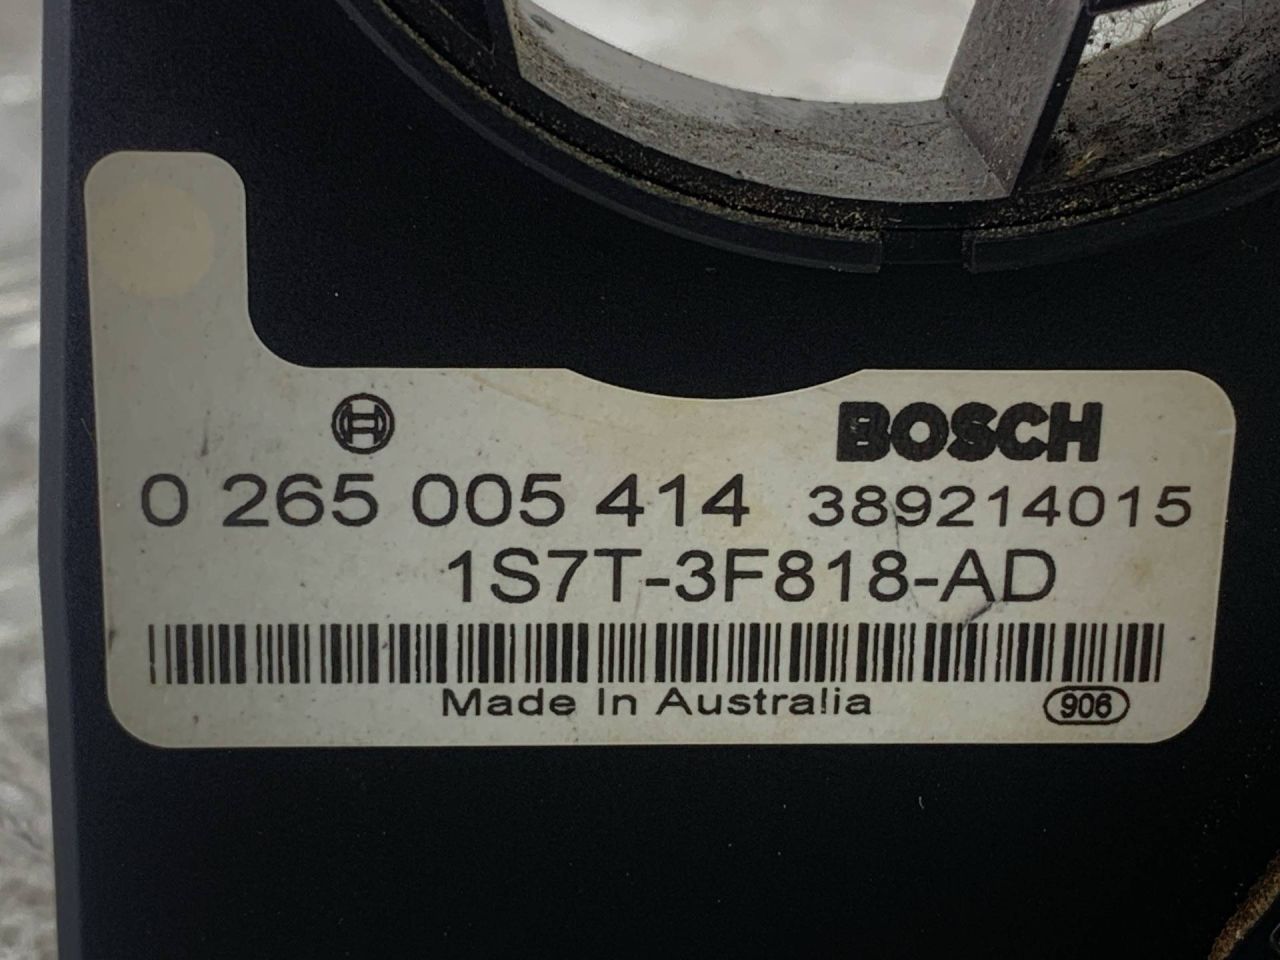 BOSCH
0 265 005 414 389214015
1S7T-3F818-AD
Made In Australia 906